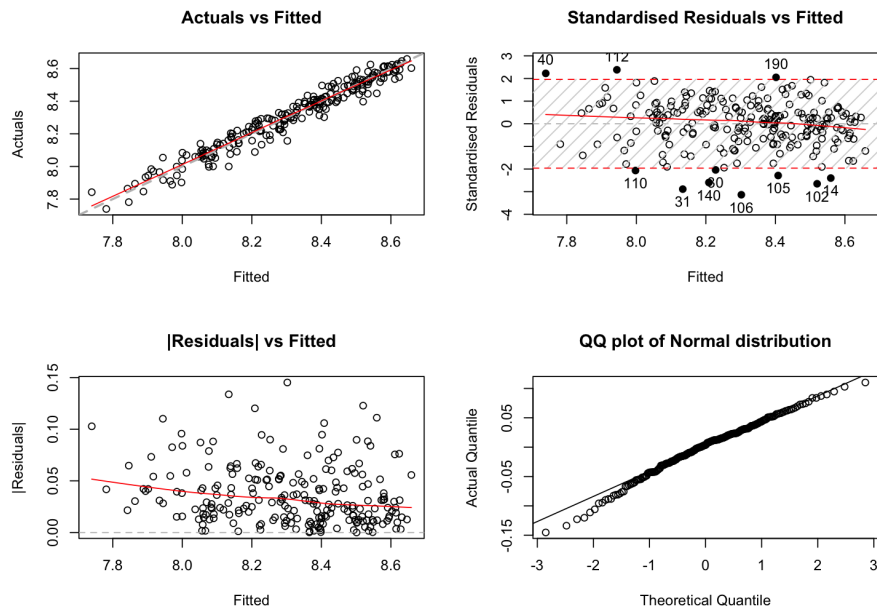 Actuals vs Fitted
Actuals
7.8 8.0 8.2 8.4 8.6
7.8 8.0 8.2 8.4 8.6
Fitted
Standardised Residuals vs Fitted
Standardised Residuals
-4 -2 0 1 2 3
40 112 190
110 31 140 80 106 105 102 14
7.8 8.0 8.2 8.4 8.6
Fitted
|Residuals| vs Fitted
|Residuals|
0.00 0.05 0.10 0.15
7.8 8.0 8.2 8.4 8.6
Fitted
QQ plot of Normal distribution
Actual Quantile
-0.15 -0.05 0.05
-3 -2 -1 0 1 2 3
Theoretical Quantile